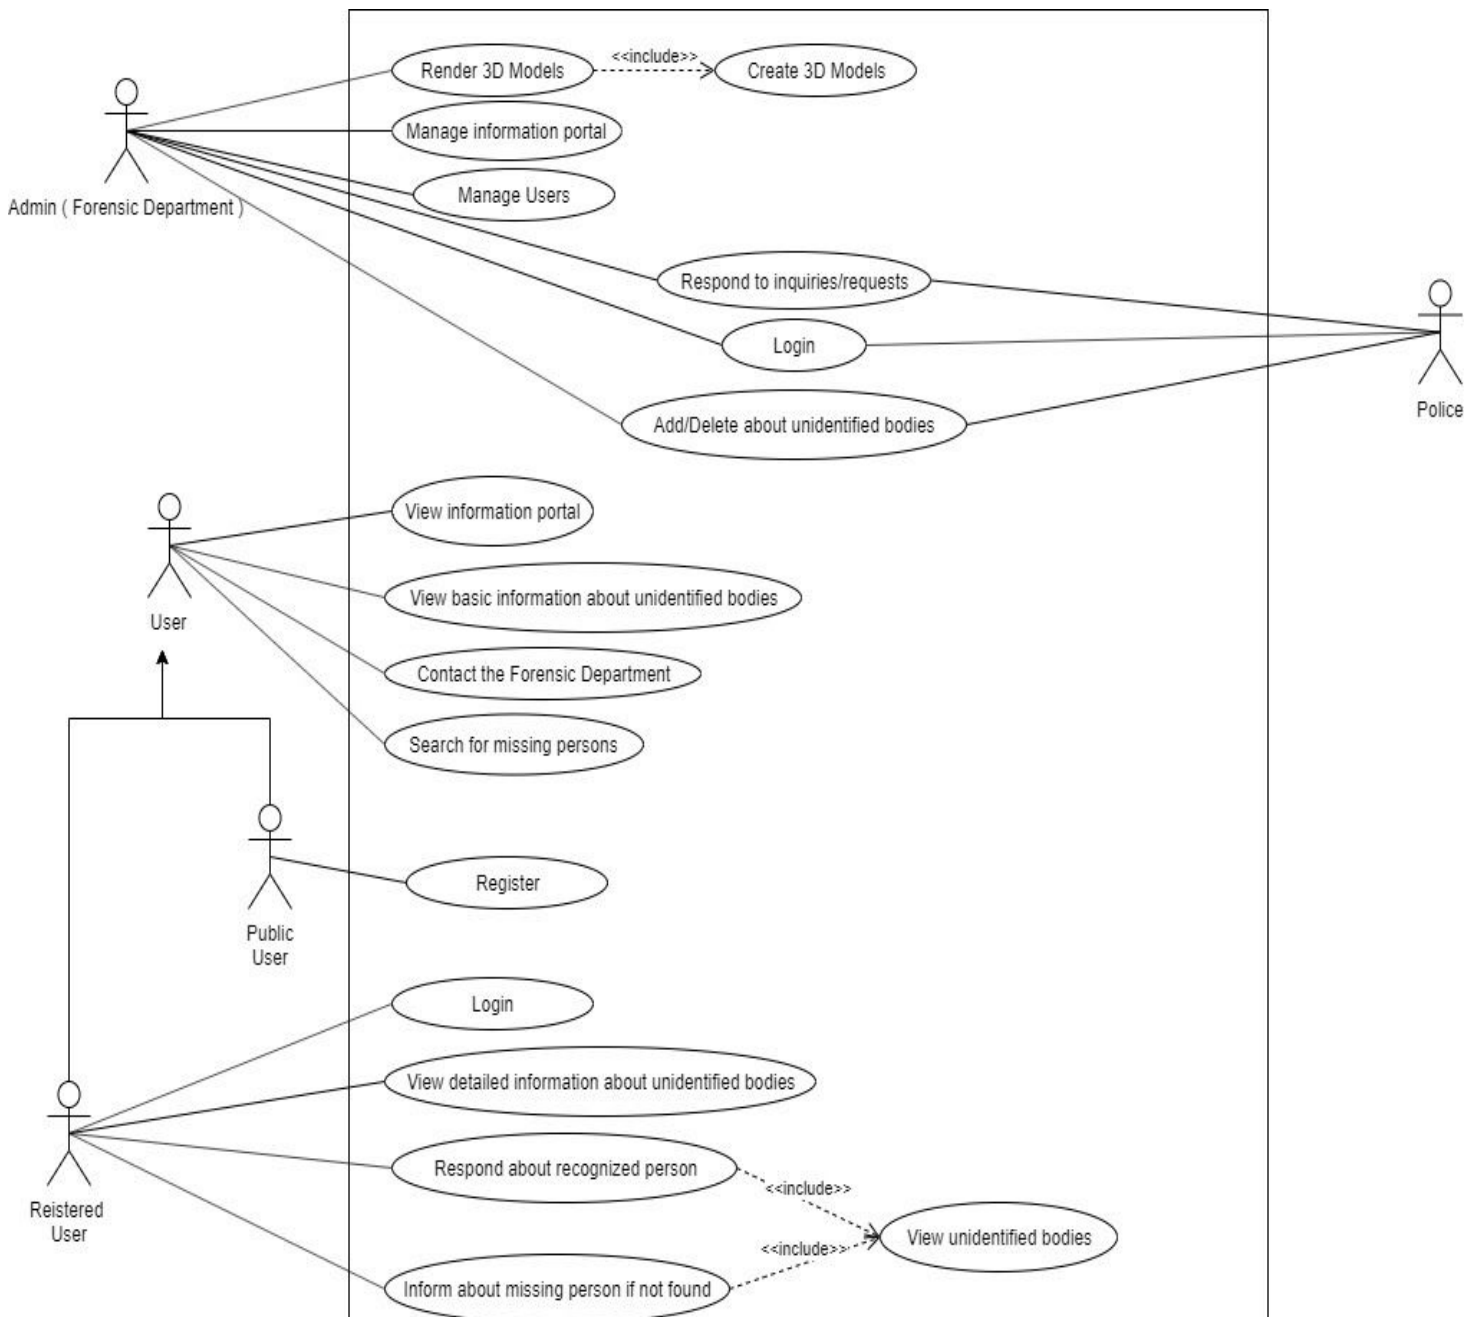 <<include>>
Render 3D Models
Create 3D Models
Manage information portal
Manage Users
Admin ( Forensic Department )
Respond to inquiries/requests
Login
Police
Add/Delete about unidentified bodies
View information portal
View basic information about unidentified bodies
User
Contact the Forensic Department
Search for missing persons
Register
Public
User
Login
View detailed information about unidentified bodies
Respond about recognized person
<<include>>
Reistered
User
View unidentified bodies
<<include>>
Inform about missing person if not found